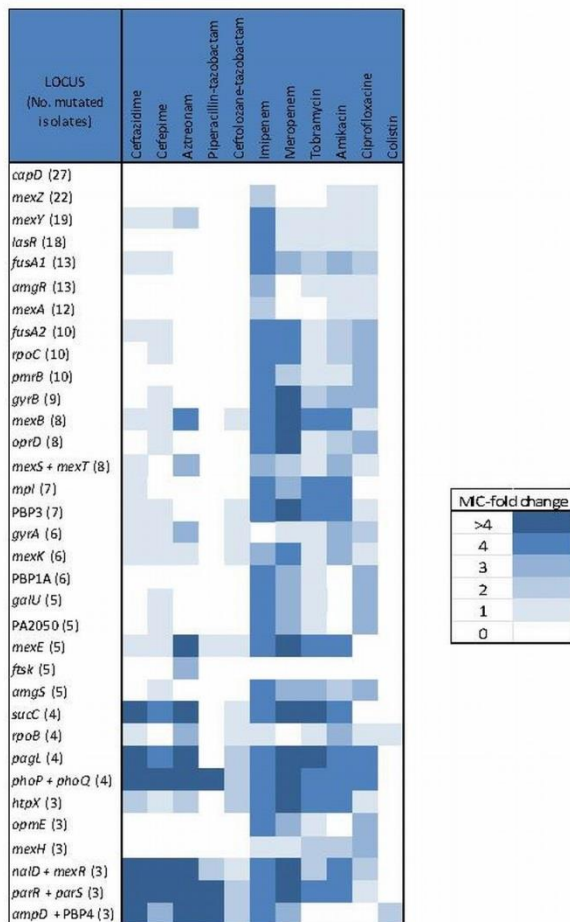 LOCUS
(No. mutated
isolates)
Ceftazidime
Cefepime
Aztreonam
Piperacillin-tazobactam
Ceftolozane-tazobactam
Imipenem
Meropenem
Tobramycin
Amikacin
Ciprofloxacine
Colistin
capD (27)
mexZ (22)
mexY (19)
lasR (18)
fusA1 (13)
amgR (13)
mexA (12)
fusA2 (10)
rpoC (10)
pmrB (10)
gyrB (9)
mexB (8)
oprD (8)
mexS + mexT (8)
mpl (7)
PBP3 (7)
gyrA (6)
mexK (6)
PBP1A (6)
galU (5)
PA2050 (5)
mexE (5)
ftsk (5)
amgS (5)
sucC (4)
rpoB (4)
pagL (4)
phoP + phoQ (4)
htpX (3)
opmE (3)
mexH (3)
nalD + mexR (3)
parR + parS (3)
ampD + PBP4 (3)
MIC-fold change
>4
4
3
2
1
0